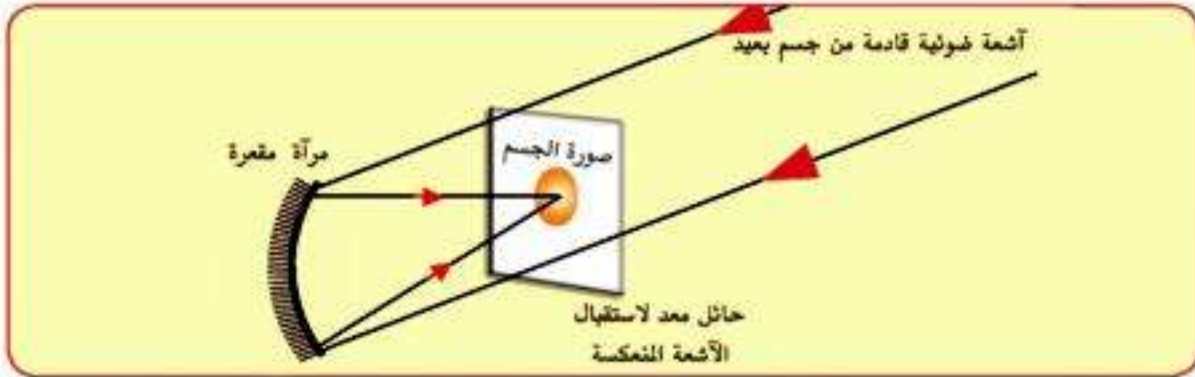 آشعة ضوئية قادمة من جسم بعيد
صورة الجسم
مرآة مقعرة
حائل معد لاستقبال
الآشعة المنعكسة